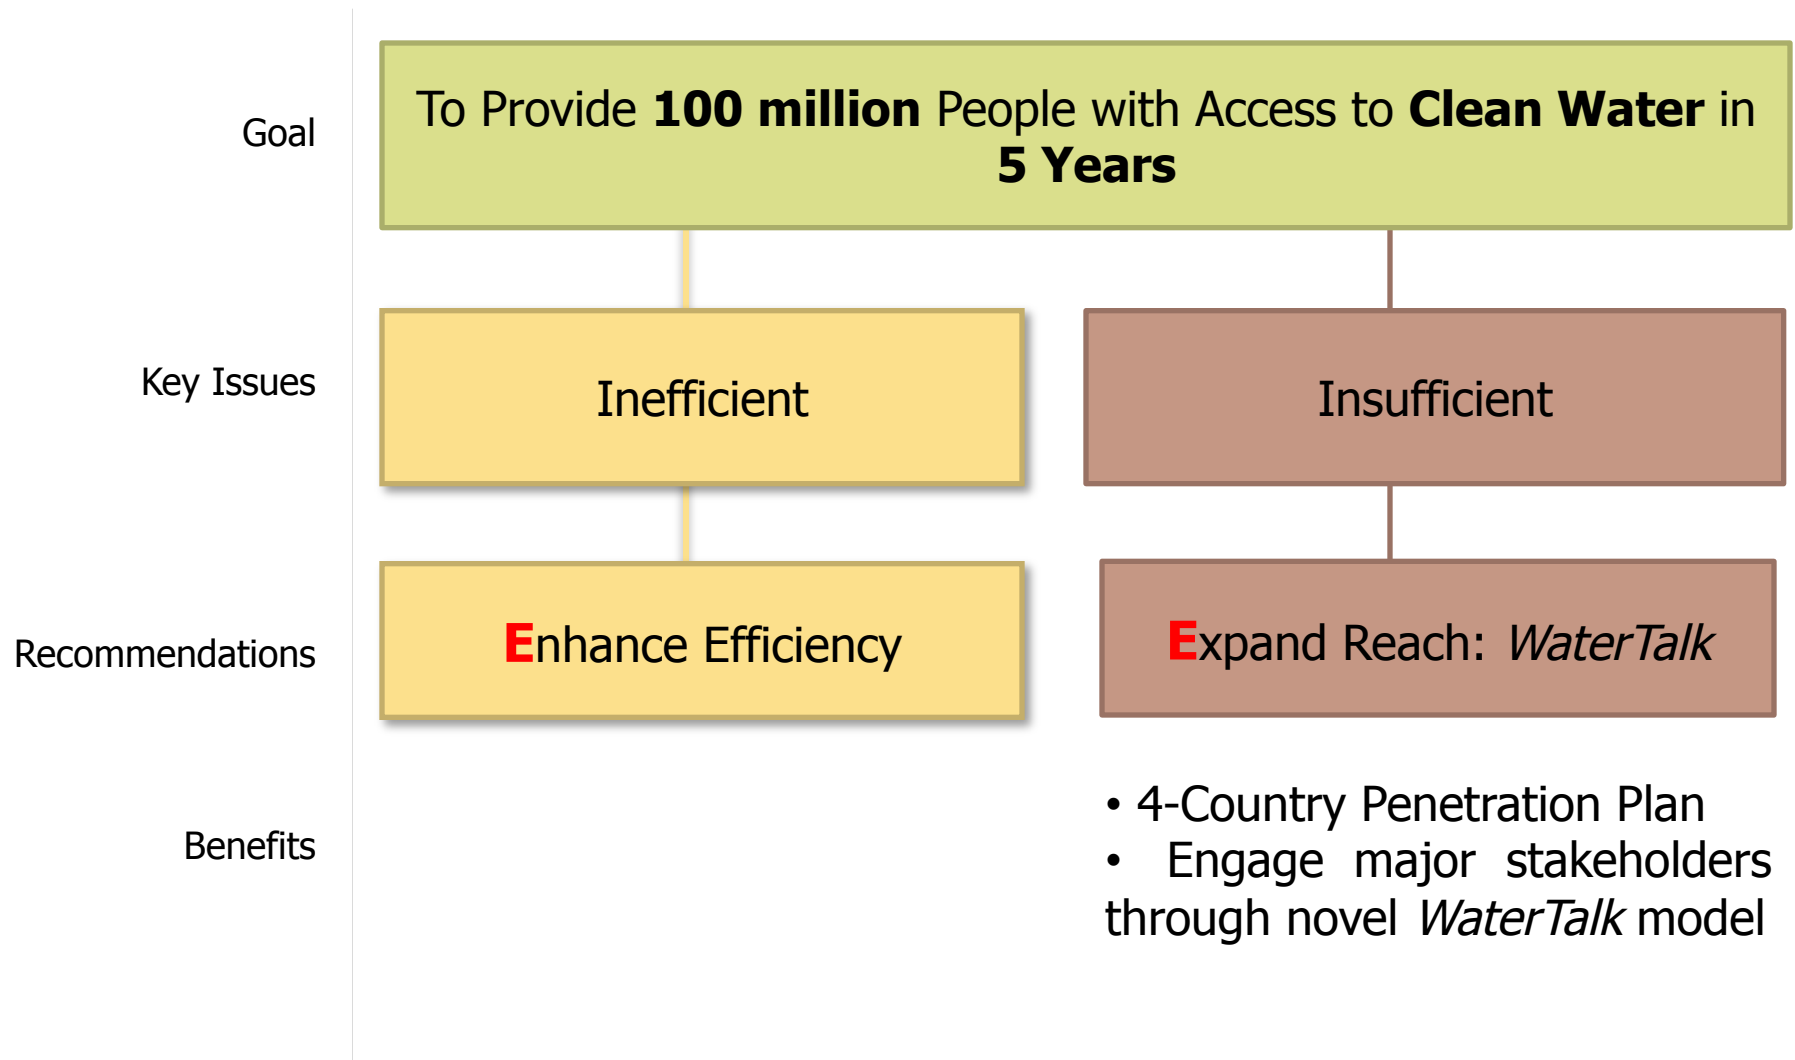 Goal
To Provide 100 million People with Access to Clean Water in
5 Years
Key Issues
Inefficient
Insufficient
Recommendations
Enhance Efficiency
Expand Reach: WaterTalk
Benefits
• 4-Country Penetration Plan
• Engage major stakeholders
through novel WaterTalk model